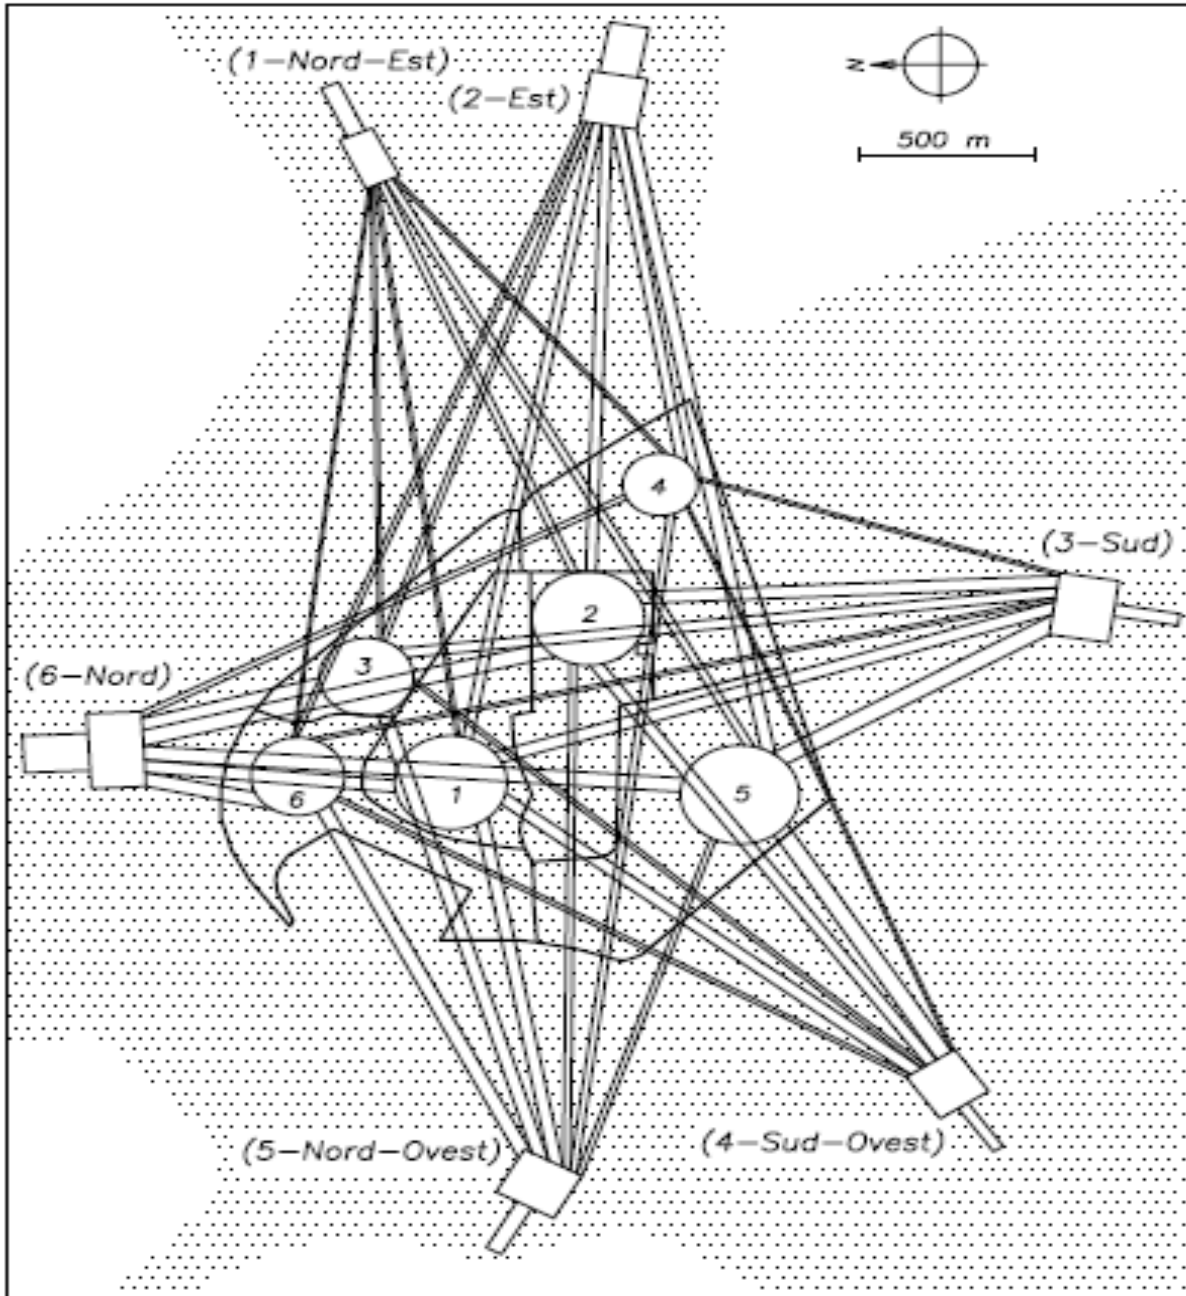 (1-Nord-Est)
(2-Est)
N
500 m
4
(3-Sud)
2
3
(6-Nord)
6
1
5
(5-Nord-Ovest)
(4-Sud-Ovest)